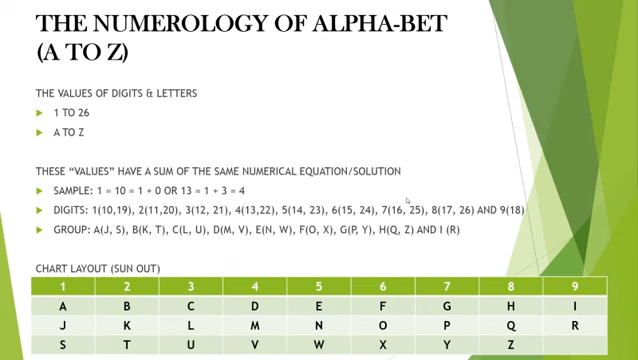 THE NUMEROLOGY OF ALPHA-BET
(A TO Z)
THE VALUES OF DIGITS & LETTERS
1 TO 26
A TO Z
THESE “VALUES” HAVE A SUM OF THE SAME NUMERICAL EQUATION/SOLUTION
SAMPLE: 1 = 10 = 1 + 0 OR 13 = 1 + 3 = 4
DIGITS: 1(10,19), 2(11,20), 3(12, 21), 4(13,22), 5(14, 23), 6(15, 24), 7(16, 25), 8(17, 26) AND 9(18)
GROUP: A(J, S), B(K, T), C(L, U), D(M, V), E(N, W), F(O, X), G(P, Y), H(Q, Z) AND I (R)
CHART LAYOUT (SUN OUT)
1 2 3 4 5 6 7 8 9
A B C D E F G H I
J K L M N O P Q R
S T U V W X Y Z